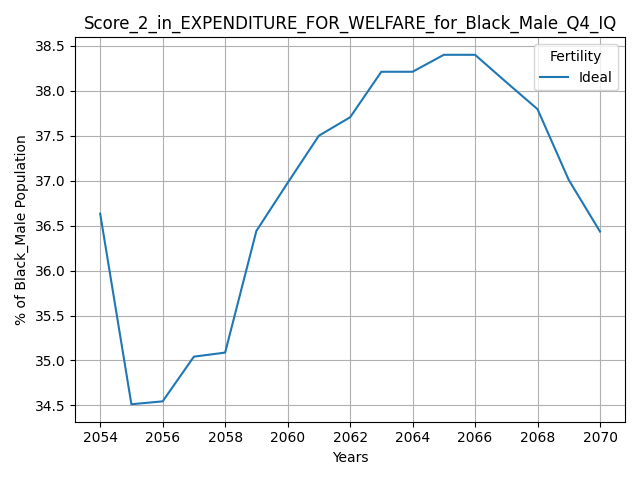 Score_2_in_EXPENDITURE_FOR_WELFARE_for_Black_Male_Q4_IQ
Fertility
Ideal
38.5
38.0
37.5
37.0
36.5
36.0
35.5
35.0
34.5
% of Black_Male Population
2054 2056 2058 2060 2062 2064 2066 2068 2070
Years